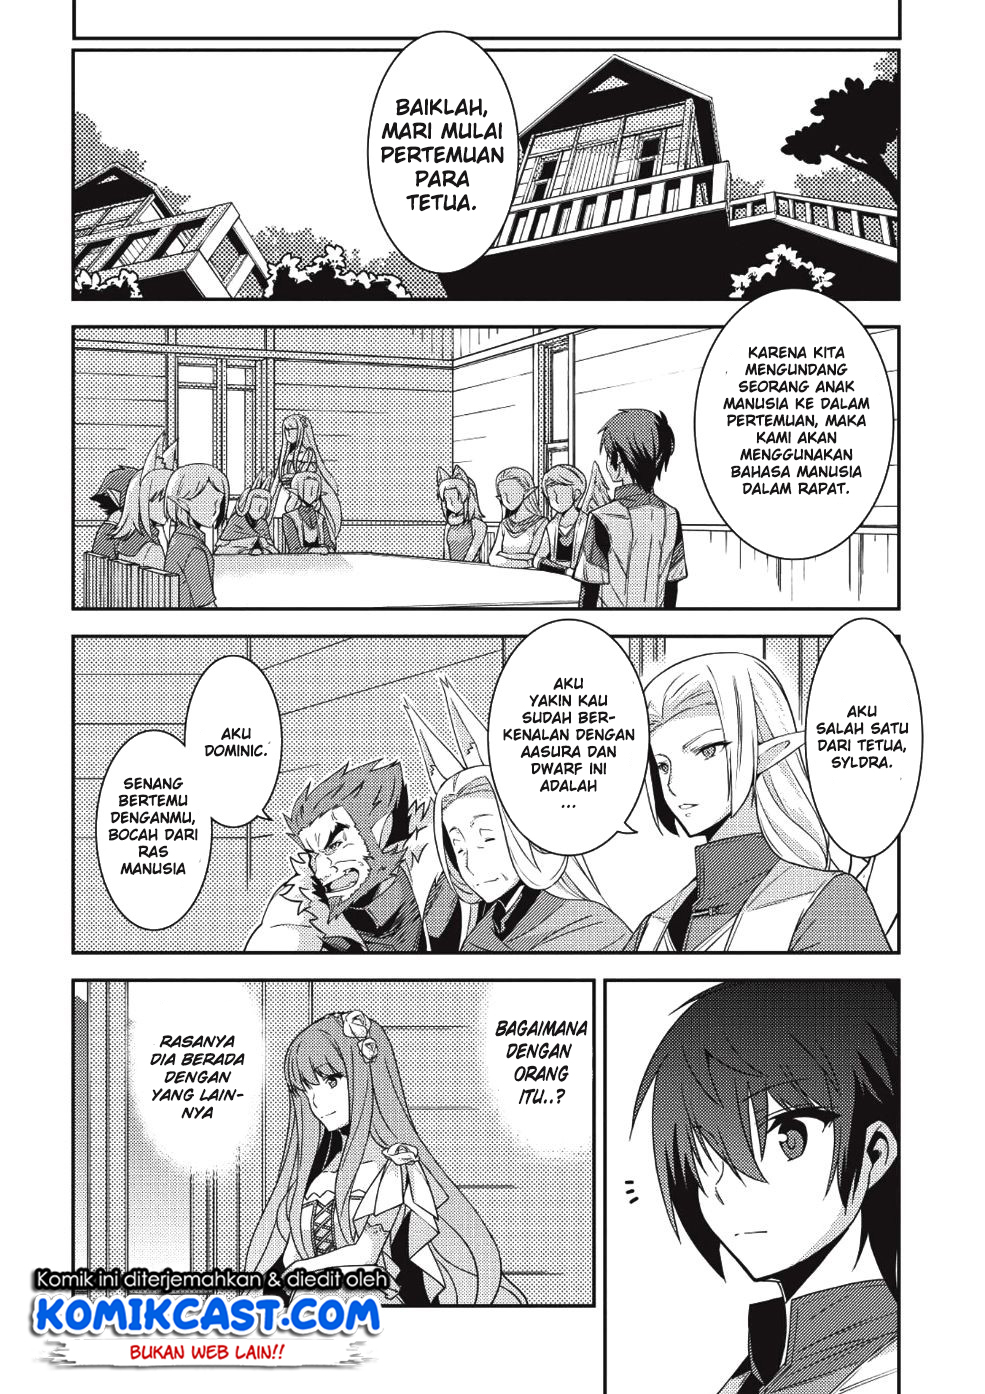 BAIKLAH,
MARI MULAI
PERTEMUAN
PARA
TETUA.
KARENA KITA
MENGUNDANG
SEORANG ANAK
MANUSIA KE DALAM
PERTEMUAN, MAKA
KAMI AKAN
MENGGUNAKAN
BAHASA MANUSIA
DALAM RAPAT.
AKU
SALAH SATU
DARI TETUA,
SYLDRA.
AKU
YAKIN KAU
SUDAH BER-
KENALAN DENGAN
AASURA DAN
DWARF INI
ADALAH
...
AKU
DOMINIC.
SENANG
BERTEMU
DENGANMU,
BOCAH DARI
RAS
MANUSIA
BAGAIMANA
DENGAN
ORANG
ITU..?
RASANYA
DIA BERADA
DENGAN
YANG LAIN-
NYA
Komik ini diterjemahkan & diedit oleh
KOMIKCAST.COM
BUKAN WEB LAIN!!